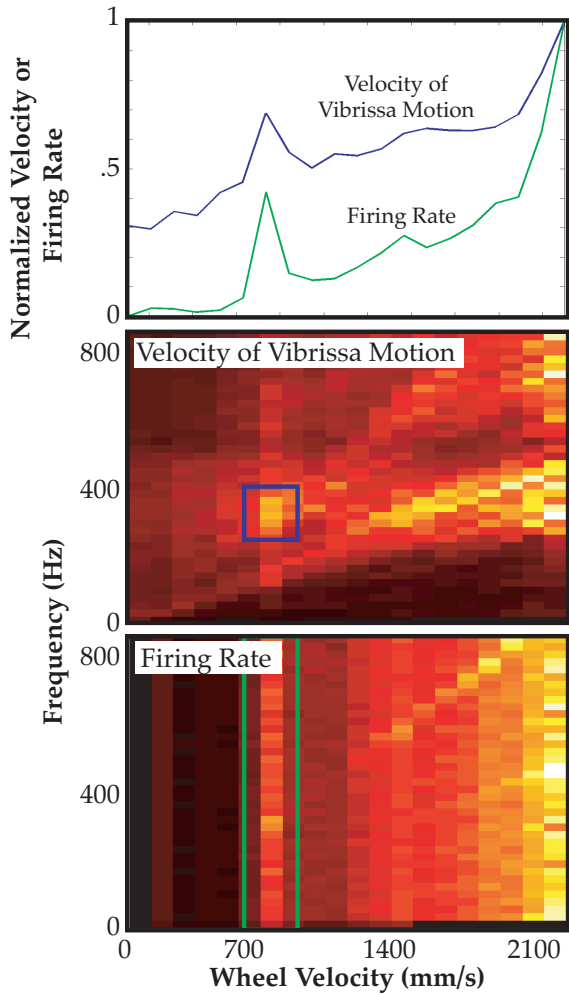 Normalized Velocity or
Firing Rate
1
.5
0
Velocity of
Vibrissa Motion
Firing Rate
Frequency (Hz)
800
400
0
Velocity of Vibrissa Motion
800
400
0
Firing Rate
0 700 1400 2100
Wheel Velocity (mm/s)